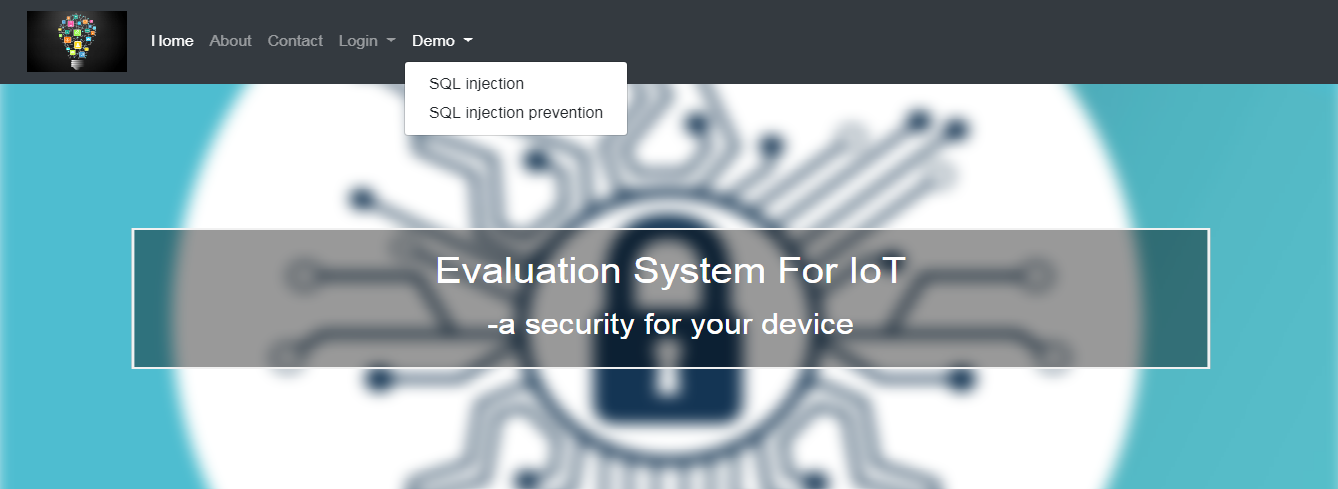 Home About Contact Login Demo
SQL injection
SQL injection prevention
Evaluation System For IoT
-a security for your device